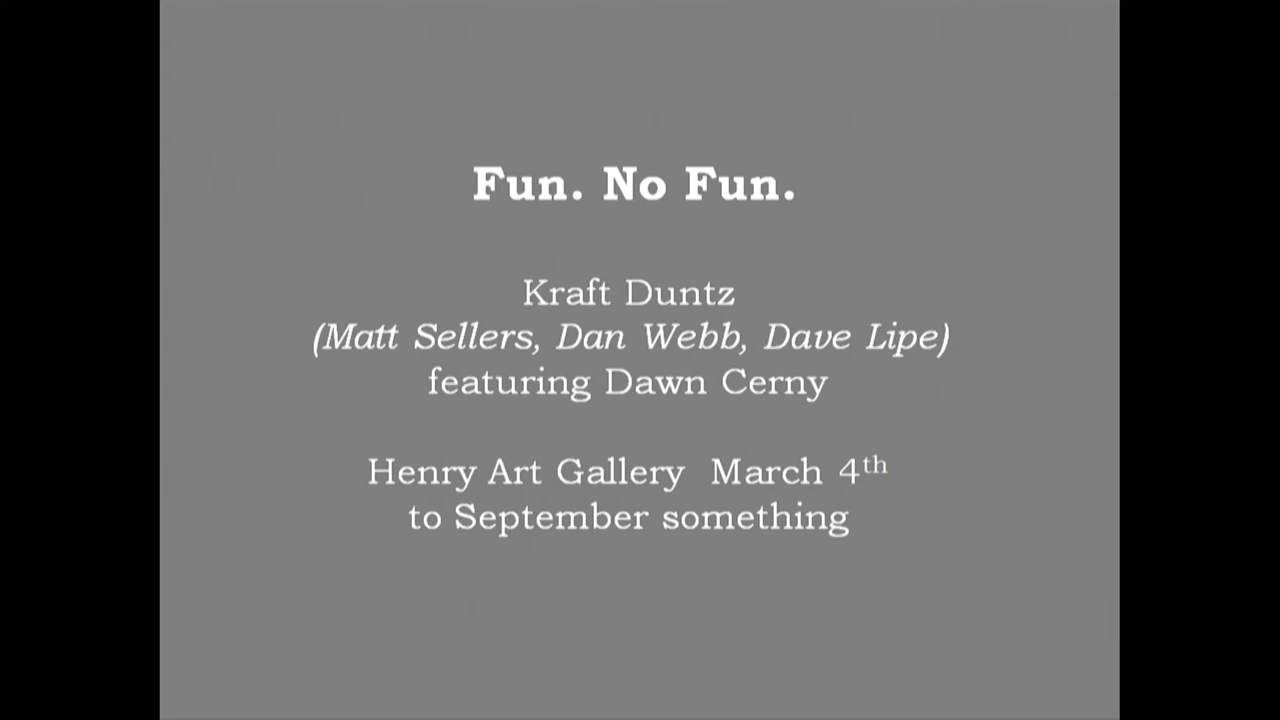 Fun. No Fun.
Kraft Duntz
(Matt Sellers, Dan Webb, Dave Lipe)
featuring Dawn Cerny
Henry Art Gallery  March 4th
to September something